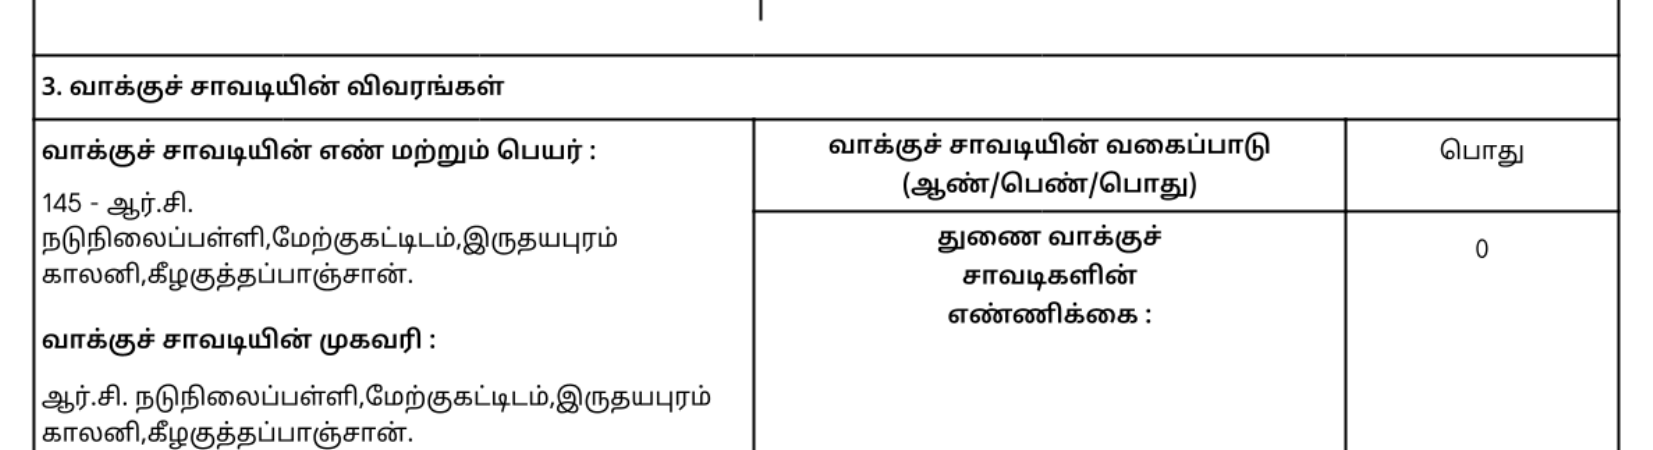 3. வாக்குச் சாவடியின் விவரங்கள்
வாக்குச் சாவடியின் எண் மற்றும் பெயர் :
145 - ஆர்.சி.
நடுநிலைப்பள்ளி,மேற்குகட்டிடம்,இருதயபுரம்
காலனி,கீழகுத்தப்பாஞ்சான்.
வாக்குச் சாவடியின் முகவரி :
ஆர்.சி. நடுநிலைப்பள்ளி,மேற்குகட்டிடம்,இருதயபுரம்
காலனி,கீழகுத்தப்பாஞ்சான்.
வாக்குச் சாவடியின் வகைப்பாடு
(ஆண்/பெண்/பொது)
பொது
துணை வாக்குச்
சாவடிகளின்
எண்ணிக்கை :
0